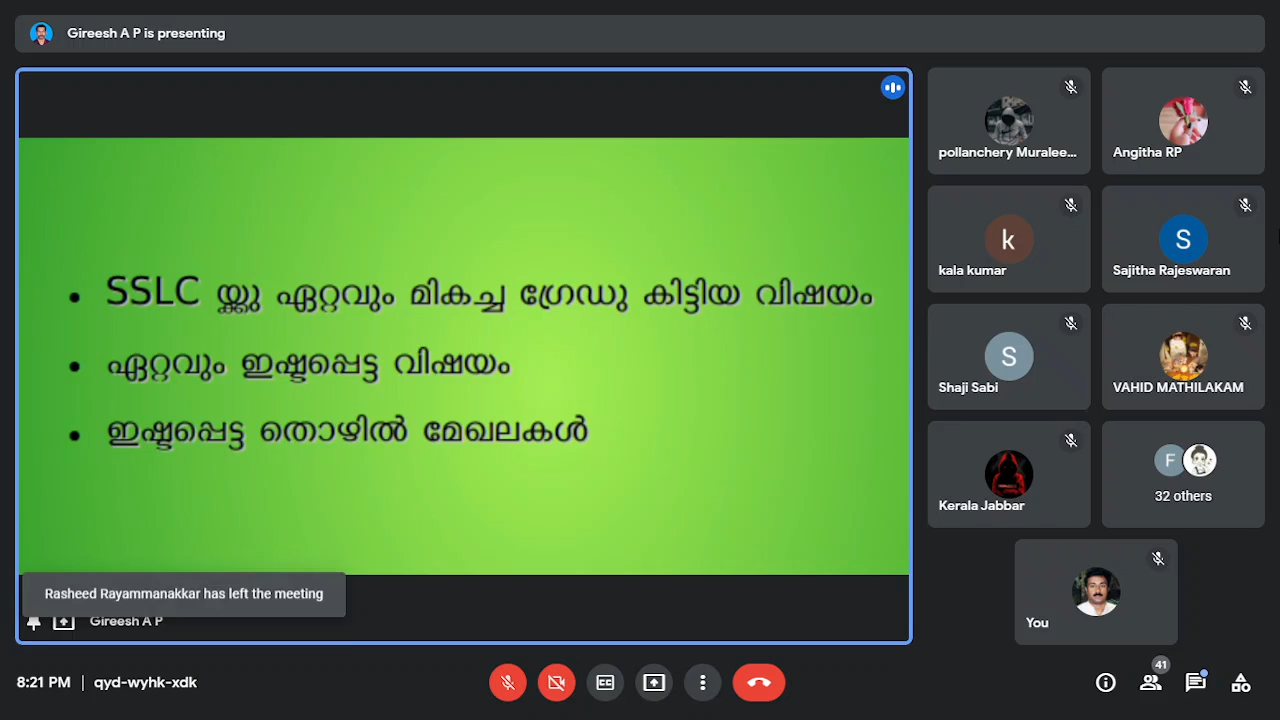 Gireesh A P is presenting
pollanchery Muralee...
Angitha RP
k
kala kumar
S
Sajitha Rajeswaran
S
Shaji Sabi
VAHID MATHILAKAM
Kerala Jabbar
F
32 others
You
• SSLC യ്ക്കു ഏറ്റവും മികച്ച ഗ്രേഡു കിട്ടിയ വിഷയം
• ഏറ്റവും ഇഷ്ടപ്പെട്ട വിഷയം
• ഇഷ്ടപ്പെട്ട തൊഴിൽ മേഖലകൾ
Rasheed Rayammanakkar has left the meeting
Gireesh A P
8:21 PM | qyd-wyhk-xdk
CC
41